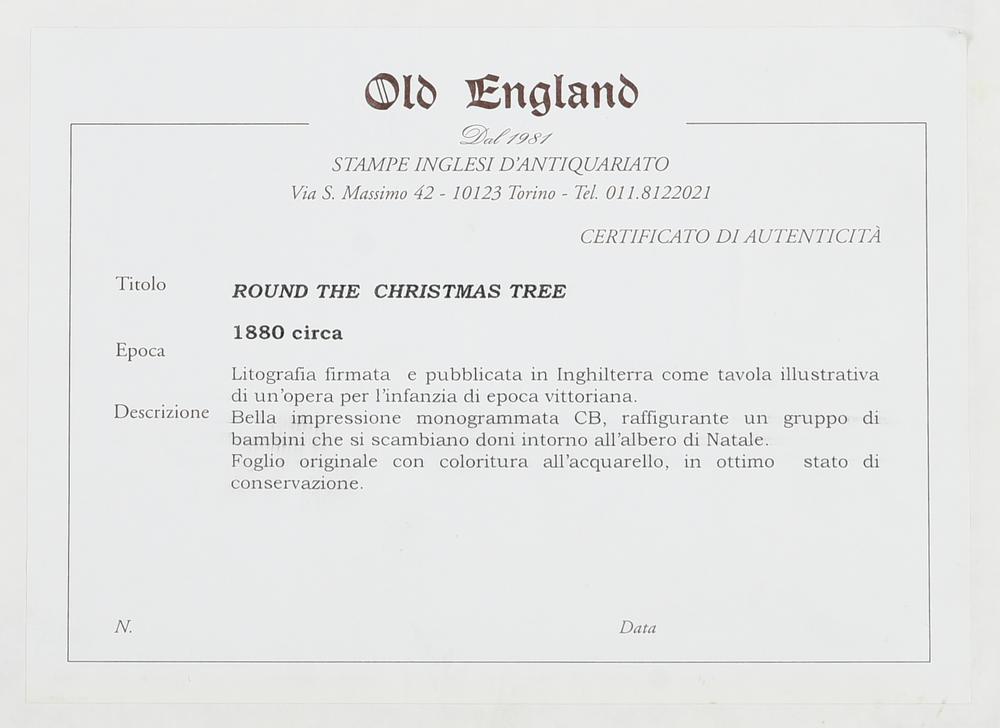 Old England
Dal 1981
STAMPE INGLESI D'ANTIQUARIATO
Via S. Massimo 42 - 10123 Torino - Tel. 011.8122021
CERTIFICATO DI AUTENTICITÀ
Titolo
ROUND THE CHRISTMAS TREE
1880 circa
Epoca
Litografia firmata e pubblicata in Inghilterra come tavola illustrativa
di un'opera per l'infanzia di epoca vittoriana.
Descrizione
Bella impressione monogrammata CB, raffigurante un gruppo di
bambini che si scambiano doni intorno all'albero di Natale.
Foglio originale con coloritura all'acquarello, in ottimo stato di
conservazione.
N.
Data